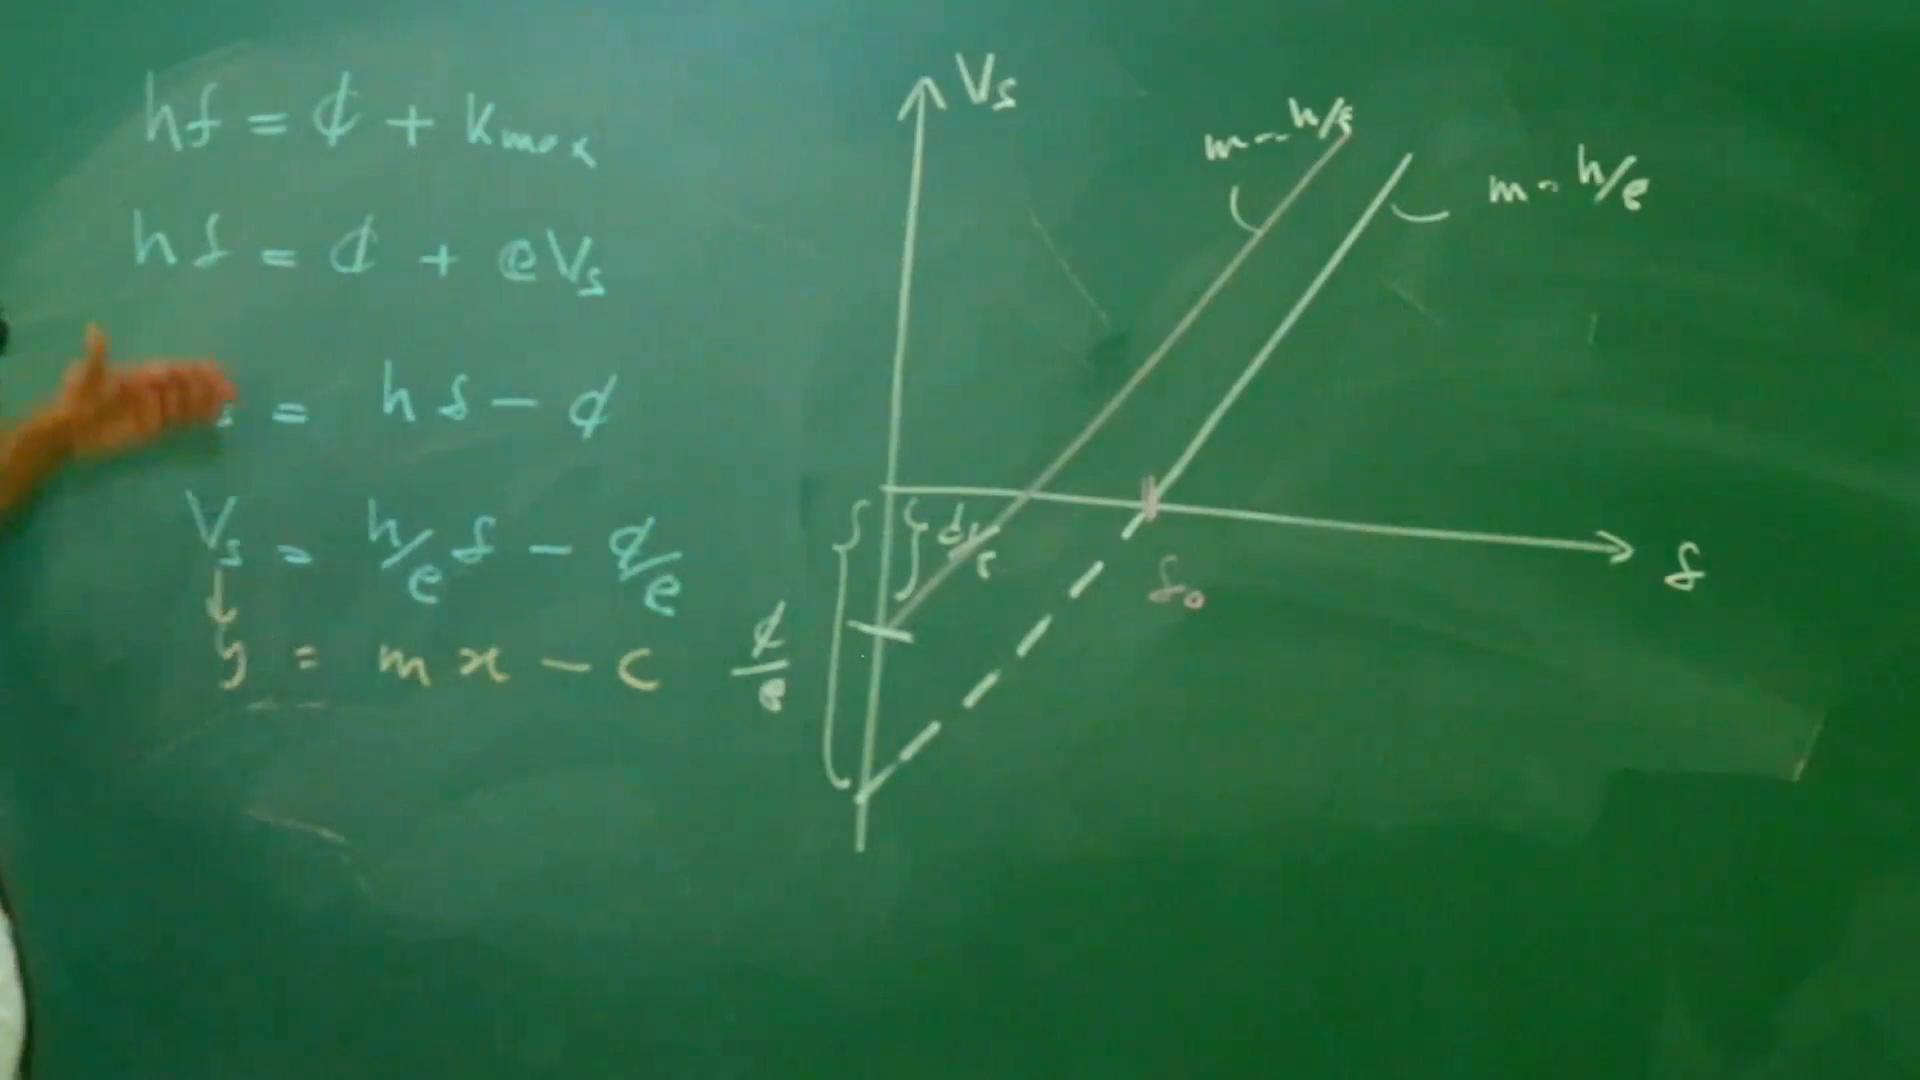 hf = ϕ + Kmax
hf = ϕ + eVs
s = hf - ϕ
Vs = h/e f - ϕ/e
↓
y = mx - c
Vs
m = h/e
m = h/e
f
f₀
ϕ/e